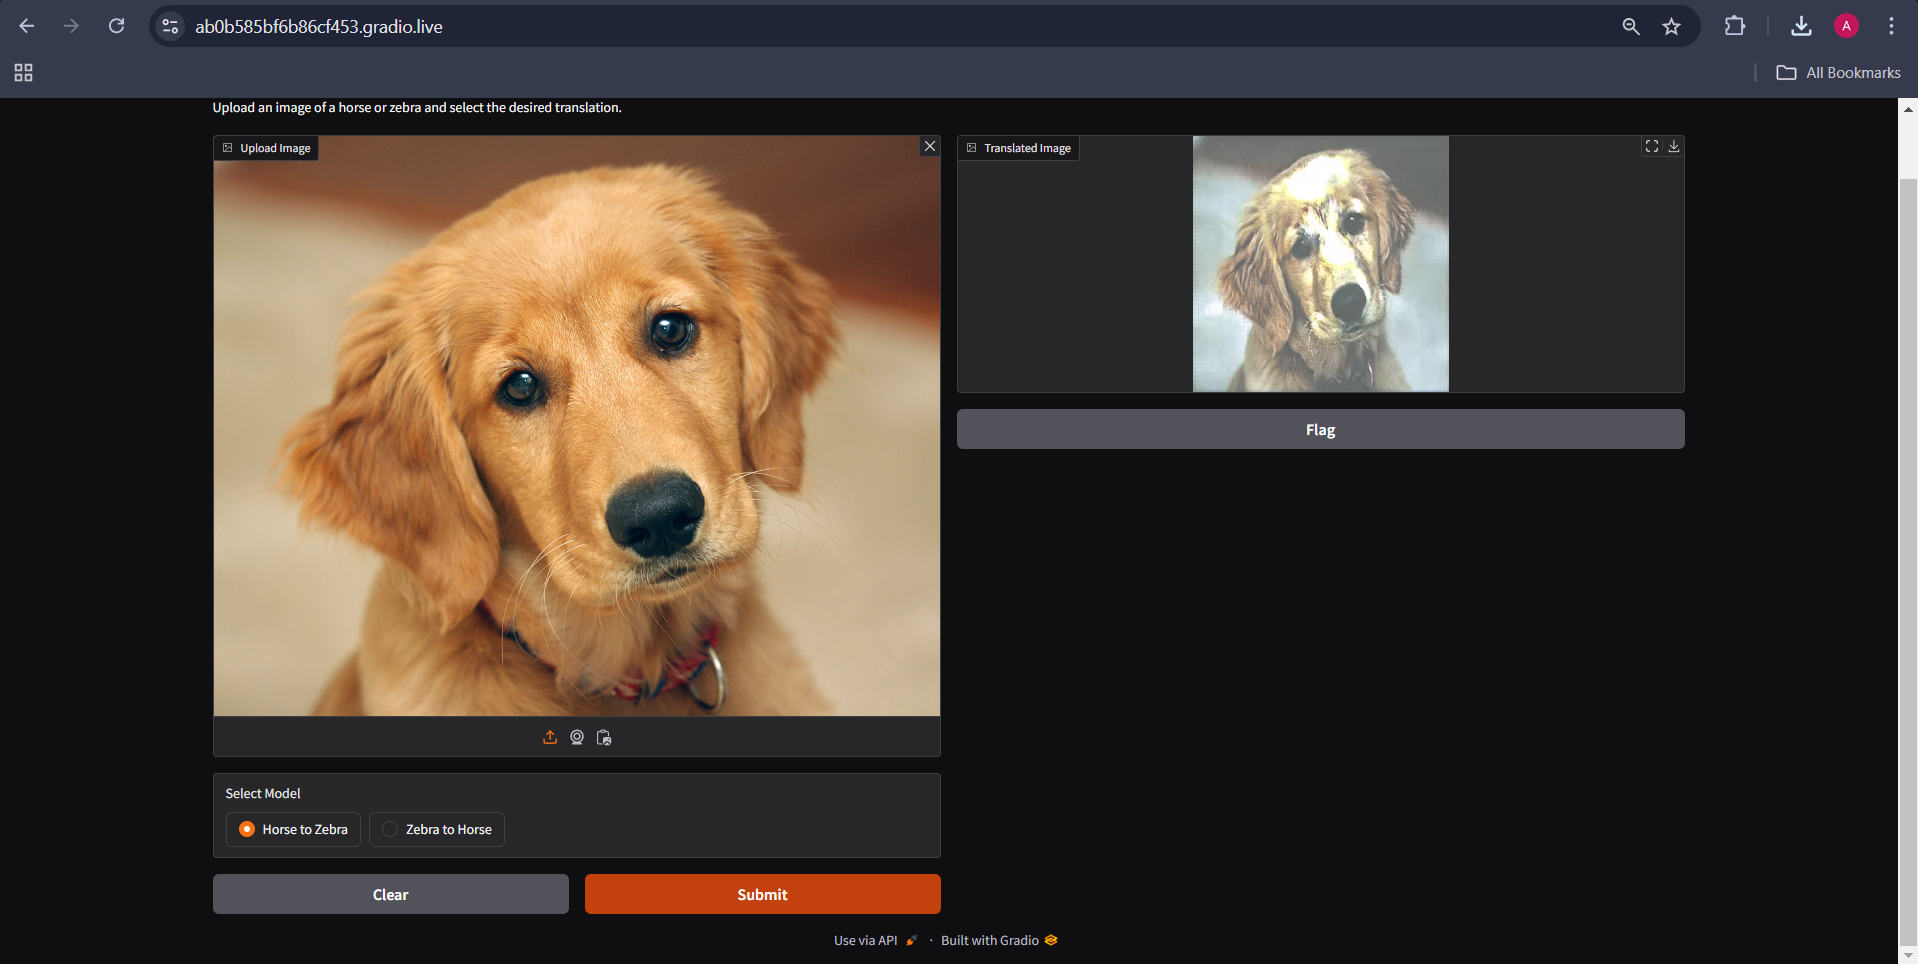 ab0b585bf6b86cf453.gradio.live
A
All Bookmarks
Upload an image of a horse or zebra and select the desired translation.
Upload Image
Translated Image
Flag
Select Model
Horse to Zebra
Zebra to Horse
Clear
Submit
Use via API · Built with Gradio